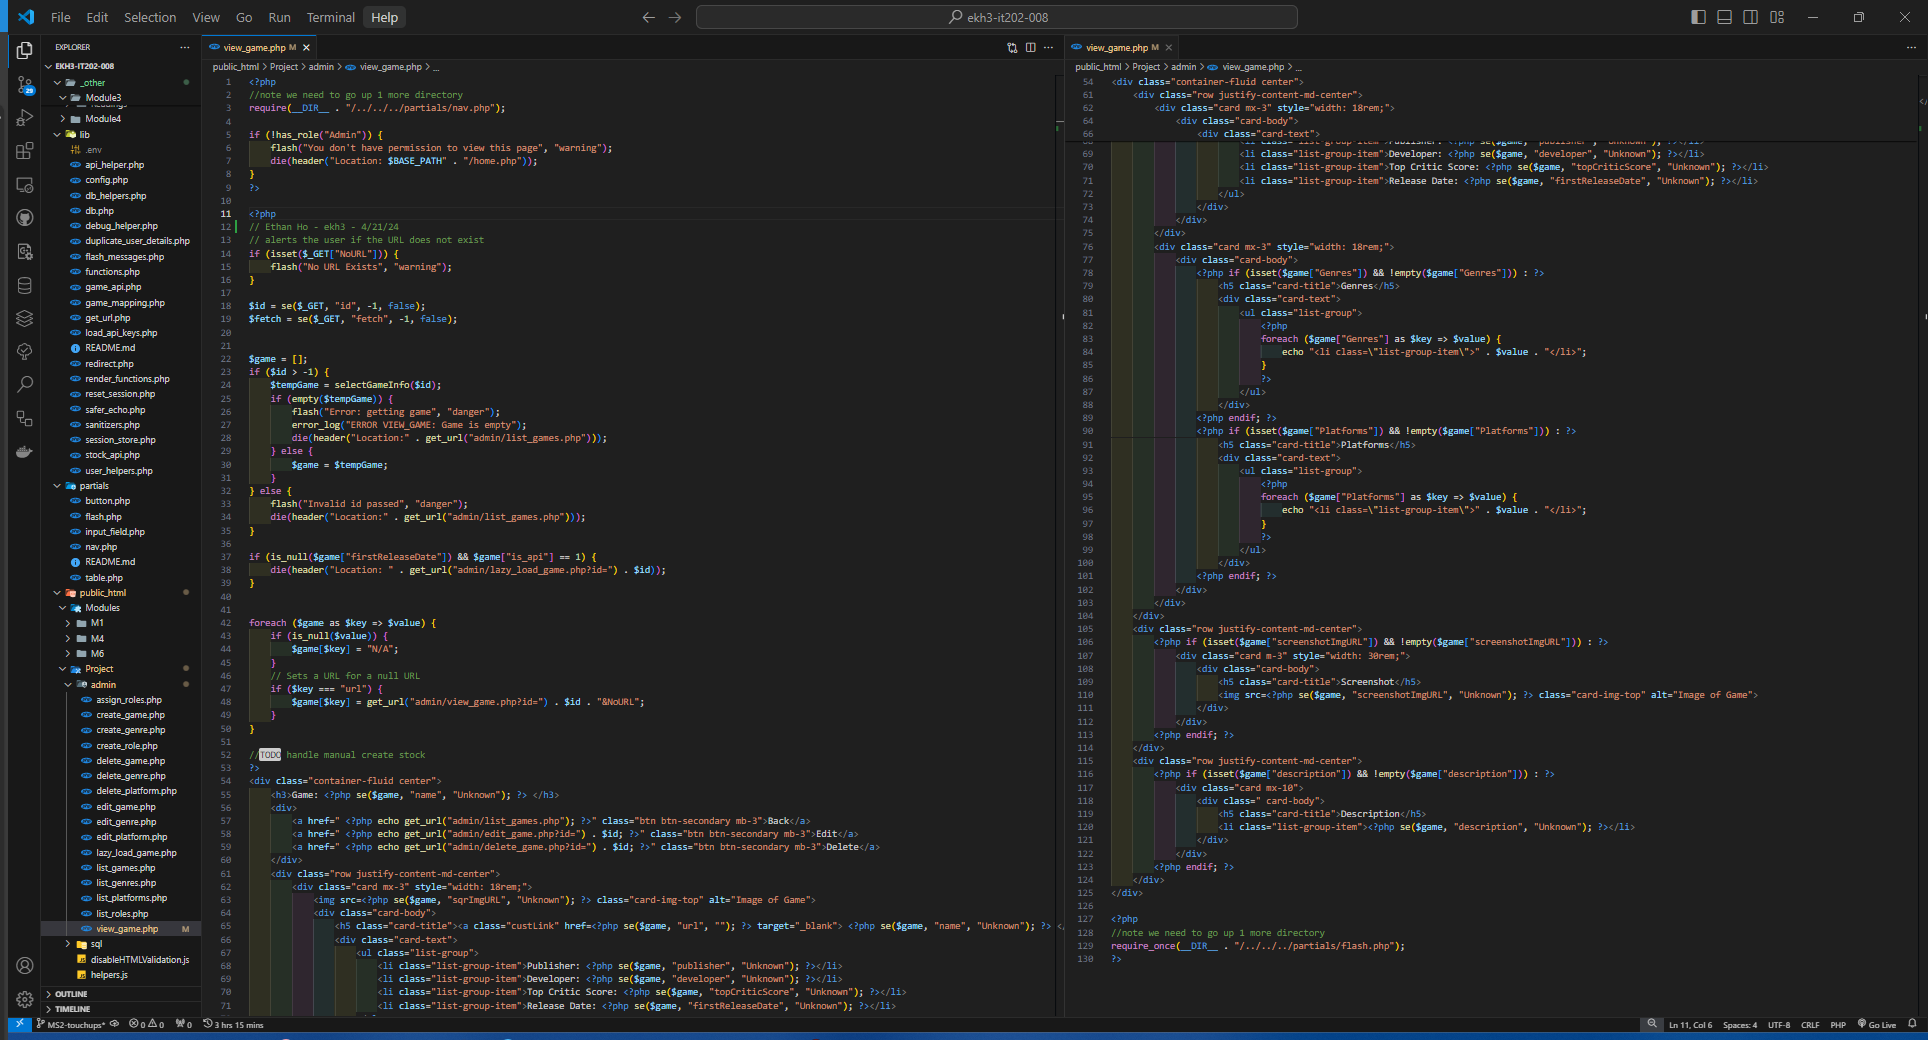 File Edit Selection View Go Run Terminal Help
ekh3-it202-008
EXPLORER
EKH3-IT202-008
_other
Module3
Module4
lib
.env
api_helper.php
config.php
db_helpers.php
db.php
debug_helper.php
duplicate_user_details.php
flash_messages.php
functions.php
game_api.php
game_mapping.php
get_url.php
load_api_keys.php
README.md
redirect.php
render_functions.php
reset_session.php
safer_echo.php
sanitizers.php
session_store.php
stock_api.php
user_helpers.php
partials
button.php
flash.php
input_field.php
nav.php
README.md
table.php
public_html
Modules
M1
M4
M6
Project
admin
assign_roles.php
create_game.php
create_genre.php
create_role.php
delete_game.php
delete_genre.php
delete_platform.php
edit_game.php
edit_genre.php
edit_platform.php
lazy_load_game.php
list_games.php
list_genres.php
list_platforms.php
list_roles.php
view_game.php M
sql
disableHTMLValidation.js
helpers.js
OUTLINE
TIMELINE
view_game.php M
public_html > Project > admin > view_game.php > ...
1 <?php
2 //note we need to go up 1 more directory
3 require(__DIR__ . "/../../../partials/nav.php");
4
5 if (!has_role("Admin")) {
6 flash("You don't have permission to view this page", "warning");
7 die(header("Location: $BASE_PATH" . "/home.php"));
8 }
9 ?>
10
11 <?php
12 // Ethan Ho - ekh3 - 4/21/24
13 // alerts the user if the URL does not exist
14 if (isset($_GET["NoURL"])) {
15 flash("No URL Exists", "warning");
16 }
17
18 $id = se($_GET, "id", -1, false);
19 $fetch = se($_GET, "fetch", -1, false);
20
21
22 $game = [];
23 if ($id > -1) {
24 $tempGame = selectGameInfo($id);
25 if (empty($tempGame)) {
26 flash("Error: getting game", "danger");
27 error_log("ERROR VIEW_GAME: Game is empty");
28 die(header("Location:" . get_url("admin/list_games.php")));
29 } else {
30 $game = $tempGame;
31 }
32 } else {
33 flash("Invalid id passed", "danger");
34 die(header("Location:" . get_url("admin/list_games.php")));
35 }
36
37 if (is_null($game["firstReleaseDate"]) && $game["is_api"] == 1) {
38 die(header("Location: " . get_url("admin/lazy_load_game.php?id=") . $id));
39 }
40
41
42 foreach ($game as $key => $value) {
43 if (is_null($value)) {
44 $game[$key] = "N/A";
45 }
46 // Sets a URL for a null URL
47 if ($key === "url") {
48 $game[$key] = get_url("admin/view_game.php?id=") . $id . "&NoURL";
49 }
50 }
51
52 //TODO handle manual create stock
53 ?>
54 <div class="container-fluid center">
55 <h3>Game: <?php se($game, "name", "Unknown"); ?> </h3>
56 <div>
57 <a href=" <?php echo get_url("admin/list_games.php"); ?>" class="btn btn-secondary mb-3">Back</a>
58 <a href=" <?php echo get_url("admin/edit_game.php?id=") . $id; ?>" class="btn btn-secondary mb-3">Edit</a>
59 <a href=" <?php echo get_url("admin/delete_game.php?id=") . $id; ?>" class="btn btn-secondary mb-3">Delete</a>
60 </div>
61 <div class="row justify-content-md-center">
62 <div class="card mx-3" style="width: 18rem;">
63 <img src=<?php se($game, "sqrImgURL", "Unknown"); ?> class="card-img-top" alt="Image of Game">
64 <div class="card-body">
65 <h5 class="card-title"><a class="custLink" href=<?php se($game, "url", ""); ?> target="_blank"> <?php se($game, "name", "Unknown"); ?> <
66 <div class="card-text">
67 <ul class="list-group">
68 <li class="list-group-item">Publisher: <?php se($game, "publisher", "Unknown"); ?></li>
69 <li class="list-group-item">Developer: <?php se($game, "developer", "Unknown"); ?></li>
70 <li class="list-group-item">Top Critic Score: <?php se($game, "topCriticScore", "Unknown"); ?></li>
71 <li class="list-group-item">Release Date: <?php se($game, "firstReleaseDate", "Unknown"); ?></li>
view_game.php M
public_html > Project > admin > view_game.php > ...
54 <div class="container-fluid center">
61 <div class="row justify-content-md-center">
62 <div class="card mx-3" style="width: 18rem;">
64 <div class="card-body">
66 <div class="card-text">
69 <li class="list-group-item">Developer: <?php se($game, "developer", "Unknown"); ?></li>
70 <li class="list-group-item">Top Critic Score: <?php se($game, "topCriticScore", "Unknown"); ?></li>
71 <li class="list-group-item">Release Date: <?php se($game, "firstReleaseDate", "Unknown"); ?></li>
72 </ul>
73 </div>
74 </div>
75 </div>
76 <div class="card mx-3" style="width: 18rem;">
77 <div class="card-body">
78 <?php if (isset($game["Genres"]) && !empty($game["Genres"])) : ?>
79 <h5 class="card-title">Genres</h5>
80 <div class="card-text">
81 <ul class="list-group">
82 <?php
83 foreach ($game["Genres"] as $key => $value) {
84 echo "<li class=\"list-group-item\">" . $value . "</li>";
85 }
86 ?>
87 </ul>
88 </div>
89 <?php endif; ?>
90 <?php if (isset($game["Platforms"]) && !empty($game["Platforms"])) : ?>
91 <h5 class="card-title">Platforms</h5>
92 <div class="card-text">
93 <ul class="list-group">
94 <?php
95 foreach ($game["Platforms"] as $key => $value) {
96 echo "<li class=\"list-group-item\">" . $value . "</li>";
97 }
98 ?>
99 </ul>
100 </div>
101 <?php endif; ?>
102 </div>
103 </div>
104 </div>
105 <div class="row justify-content-md-center">
106 <?php if (isset($game["screenshotImgURL"]) && !empty($game["screenshotImgURL"])) : ?>
107 <div class="card m-3" style="width: 30rem;">
108 <div class="card-body">
109 <h5 class="card-title">Screenshot</h5>
110 <img src=<?php se($game, "screenshotImgURL", "Unknown"); ?> class="card-img-top" alt="Image of Game">
111 </div>
112 </div>
113 <?php endif; ?>
114 </div>
115 <div class="row justify-content-md-center">
116 <?php if (isset($game["description"]) && !empty($game["description"])) : ?>
117 <div class="card mx-10">
118 <div class=" card-body">
119 <h5 class="card-title">Description</h5>
120 <li class="list-group-item"><?php se($game, "description", "Unknown"); ?></li>
121 </div>
122 </div>
123 <?php endif; ?>
124 </div>
125 </div>
126
127 <?php
128 //note we need to go up 1 more directory
129 require_once(__DIR__ . "/../../../partials/flash.php");
130 ?>
MS2-touchups* 0 0 0 3 hrs 15 mins
Ln 11, Col 6 Spaces: 4 UTF-8 CRLF PHP Go Live